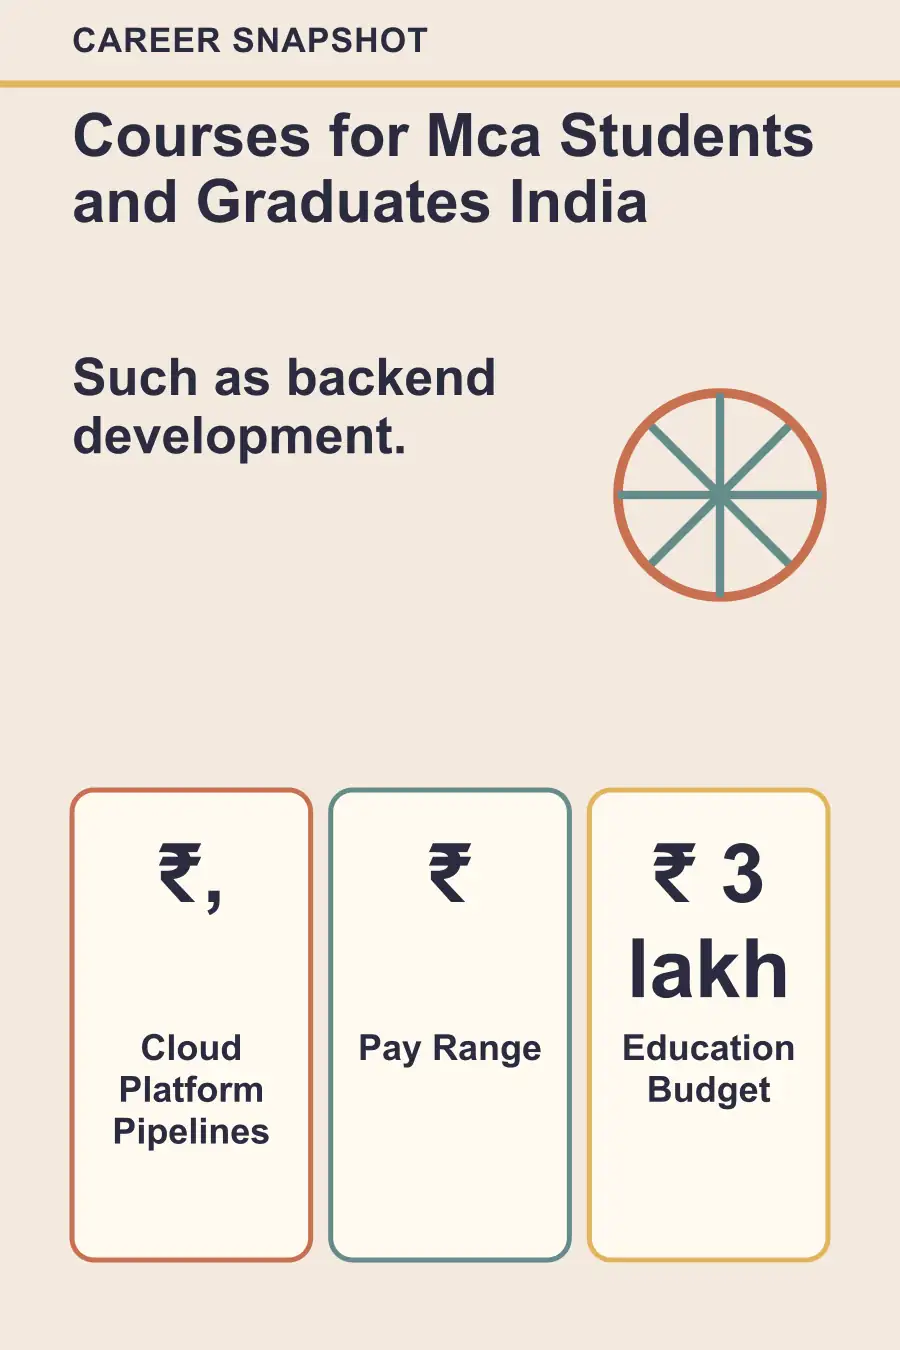 CAREER SNAPSHOT
Courses for Mca Students
and Graduates India
Such as backend
development.
₹,
Cloud
Platform
Pipelines
₹
Pay Range
₹ 3
lakh
Education
Budget